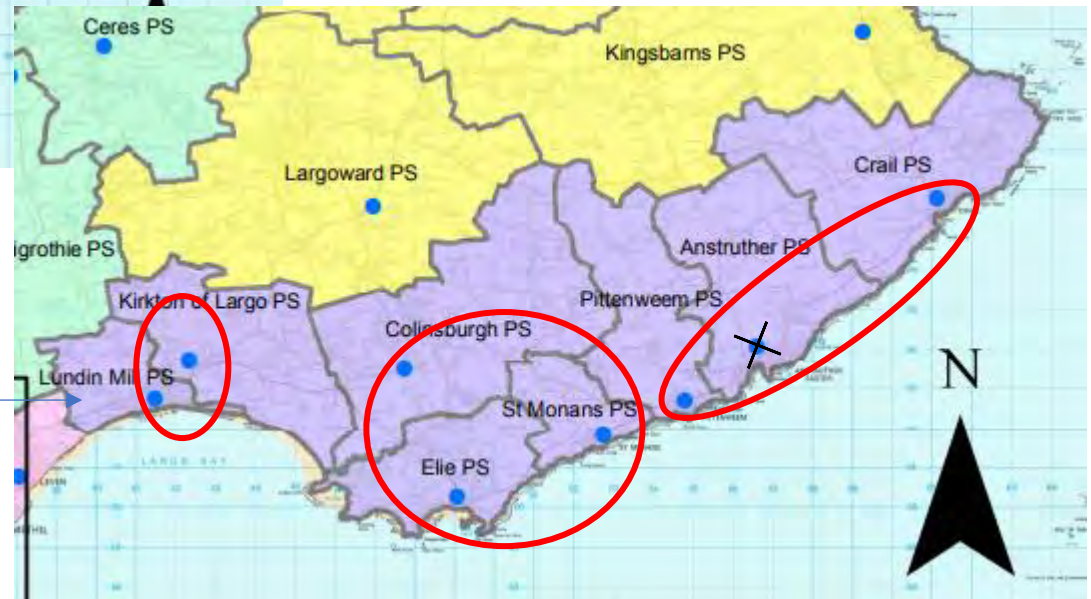 Ceres PS
Kingsbarns PS
Largoward PS
Crail PS
igrothie PS
Anstruther PS
Kirkton of Largo PS
Pittenweem PS
Colinsburgh PS
Lundin Mill PS
St Monans PS
Elie PS
LARGO BAY
LEVEN
N